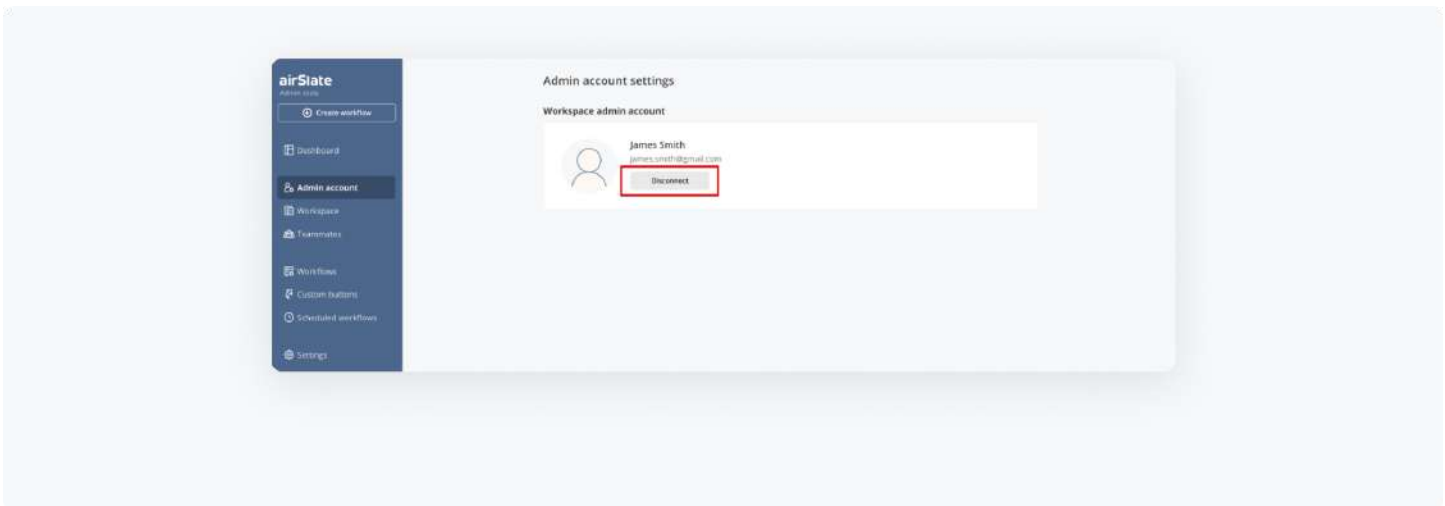 airSlate
Create workflow
Dashboard
Admin account
Workspace
Teammates
Workflows
Custom buttons
Scheduled workflows
Settings
Admin account settings
Workspace admin account
James Smith
james.smith@gmail.com
Disconnect